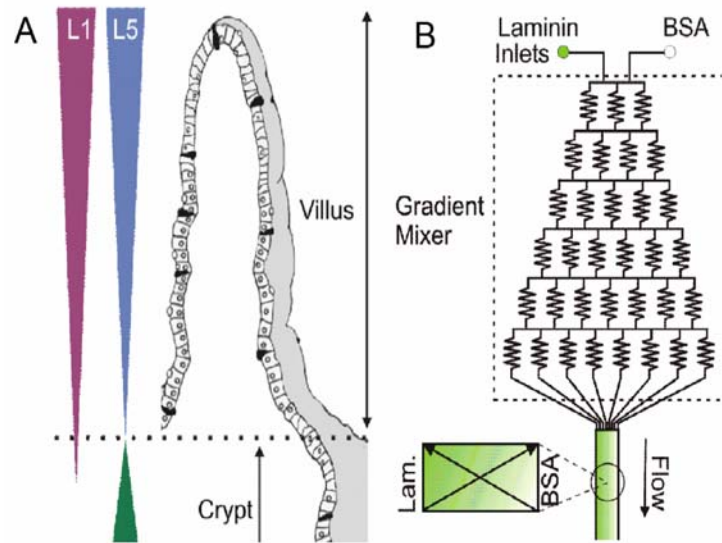 A
L1
L5
Villus
Crypt
B
Laminin
Inlets
BSA
Gradient
Mixer
Lam.
BSA
Flow